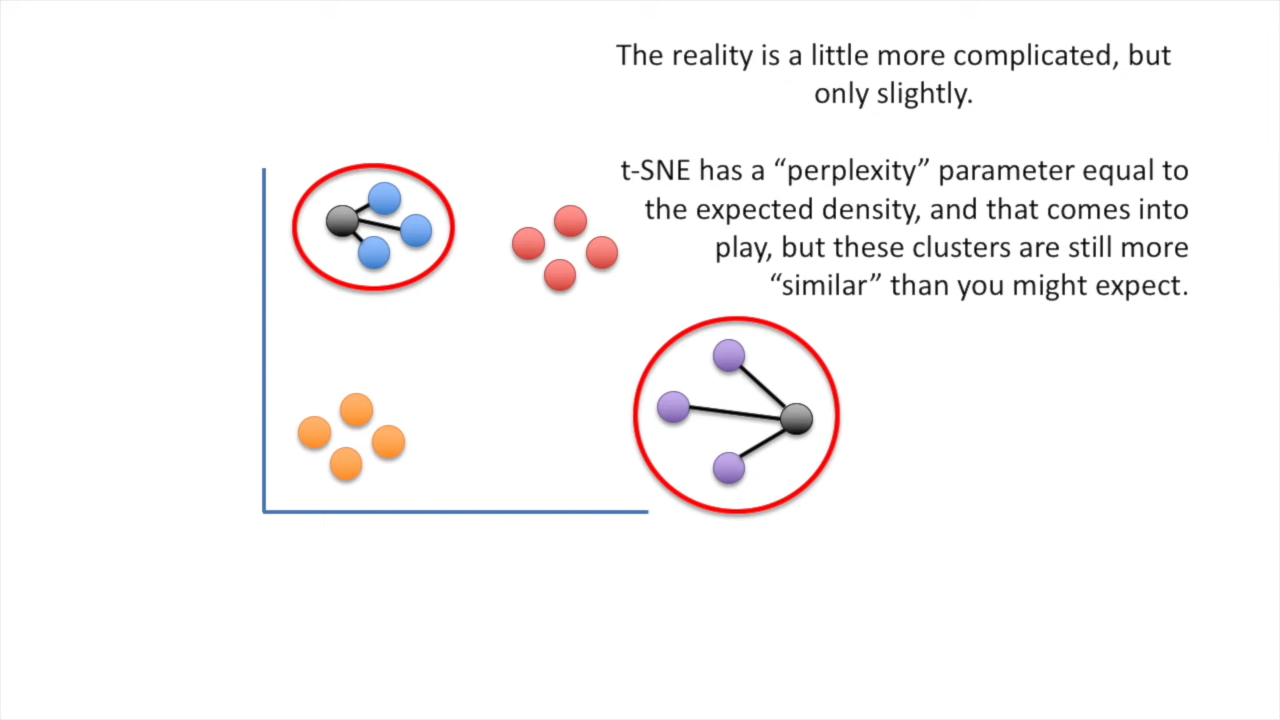 The reality is a little more complicated, but
only slightly.
t-SNE has a “perplexity” parameter equal to
the expected density, and that comes into
play, but these clusters are still more
“similar” than you might expect.